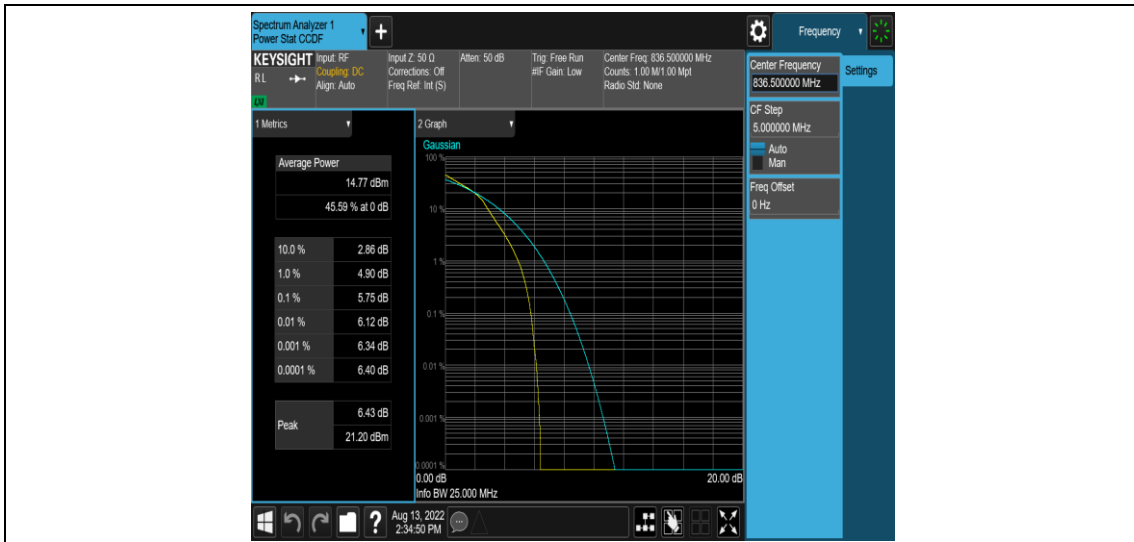 Spectrum Analyzer 1
Power Stat CCDF
Frequency
KEYSIGHT
RL
LXI
Input: RF
Coupling: DC
Align: Auto
Input Z: 50 Ω
Corrections: Off
Freq Ref: Int (S)
Atten: 50 dB
Trig: Free Run
#IF Gain: Low
Center Freq: 836.500000 MHz
Counts: 1.00 M/1.00 Mpt
Radio Std: None
Center Frequency
836.500000 MHz
Settings
CF Step
5.000000 MHz
Auto
Man
Freq Offset
0 Hz
1 Metrics
Average Power
14.77 dBm
45.59 % at 0 dB
10.0 % 2.86 dB
1.0 % 4.90 dB
0.1 % 5.75 dB
0.01 % 6.12 dB
0.001 % 6.34 dB
0.0001 % 6.40 dB
Peak
6.43 dB
21.20 dBm
2 Graph
Gaussian
100 %
10 %
1 %
0.1 %
0.01 %
0.001 %
0.0001 %
0.00 dB 20.00 dB
Info BW 25.000 MHz
?
Aug 13, 2022
2:34:50 PM